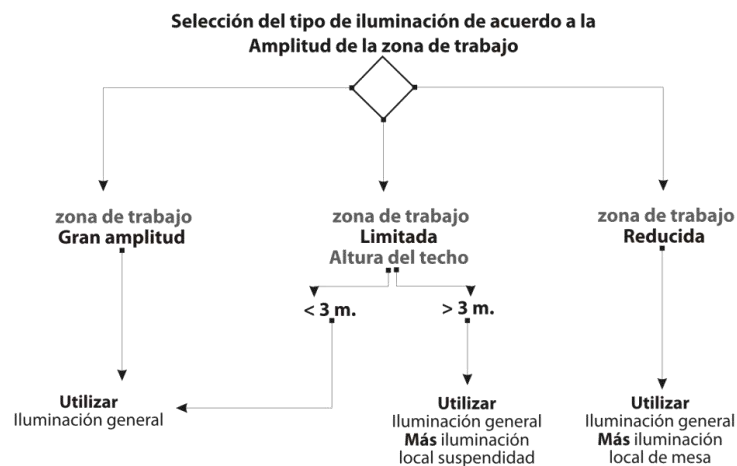 Selección del tipo de iluminación de acuerdo a la
Amplitud de la zona de trabajo
zona de trabajo
Gran amplitud
zona de trabajo
Limitada
Altura del techo
zona de trabajo
Reducida
< 3 m.
> 3 m.
Utilizar
Iluminación general
Utilizar
Iluminación general
Más iluminación
local suspendidad
Utilizar
Iluminación general
Más iluminación
local de mesa